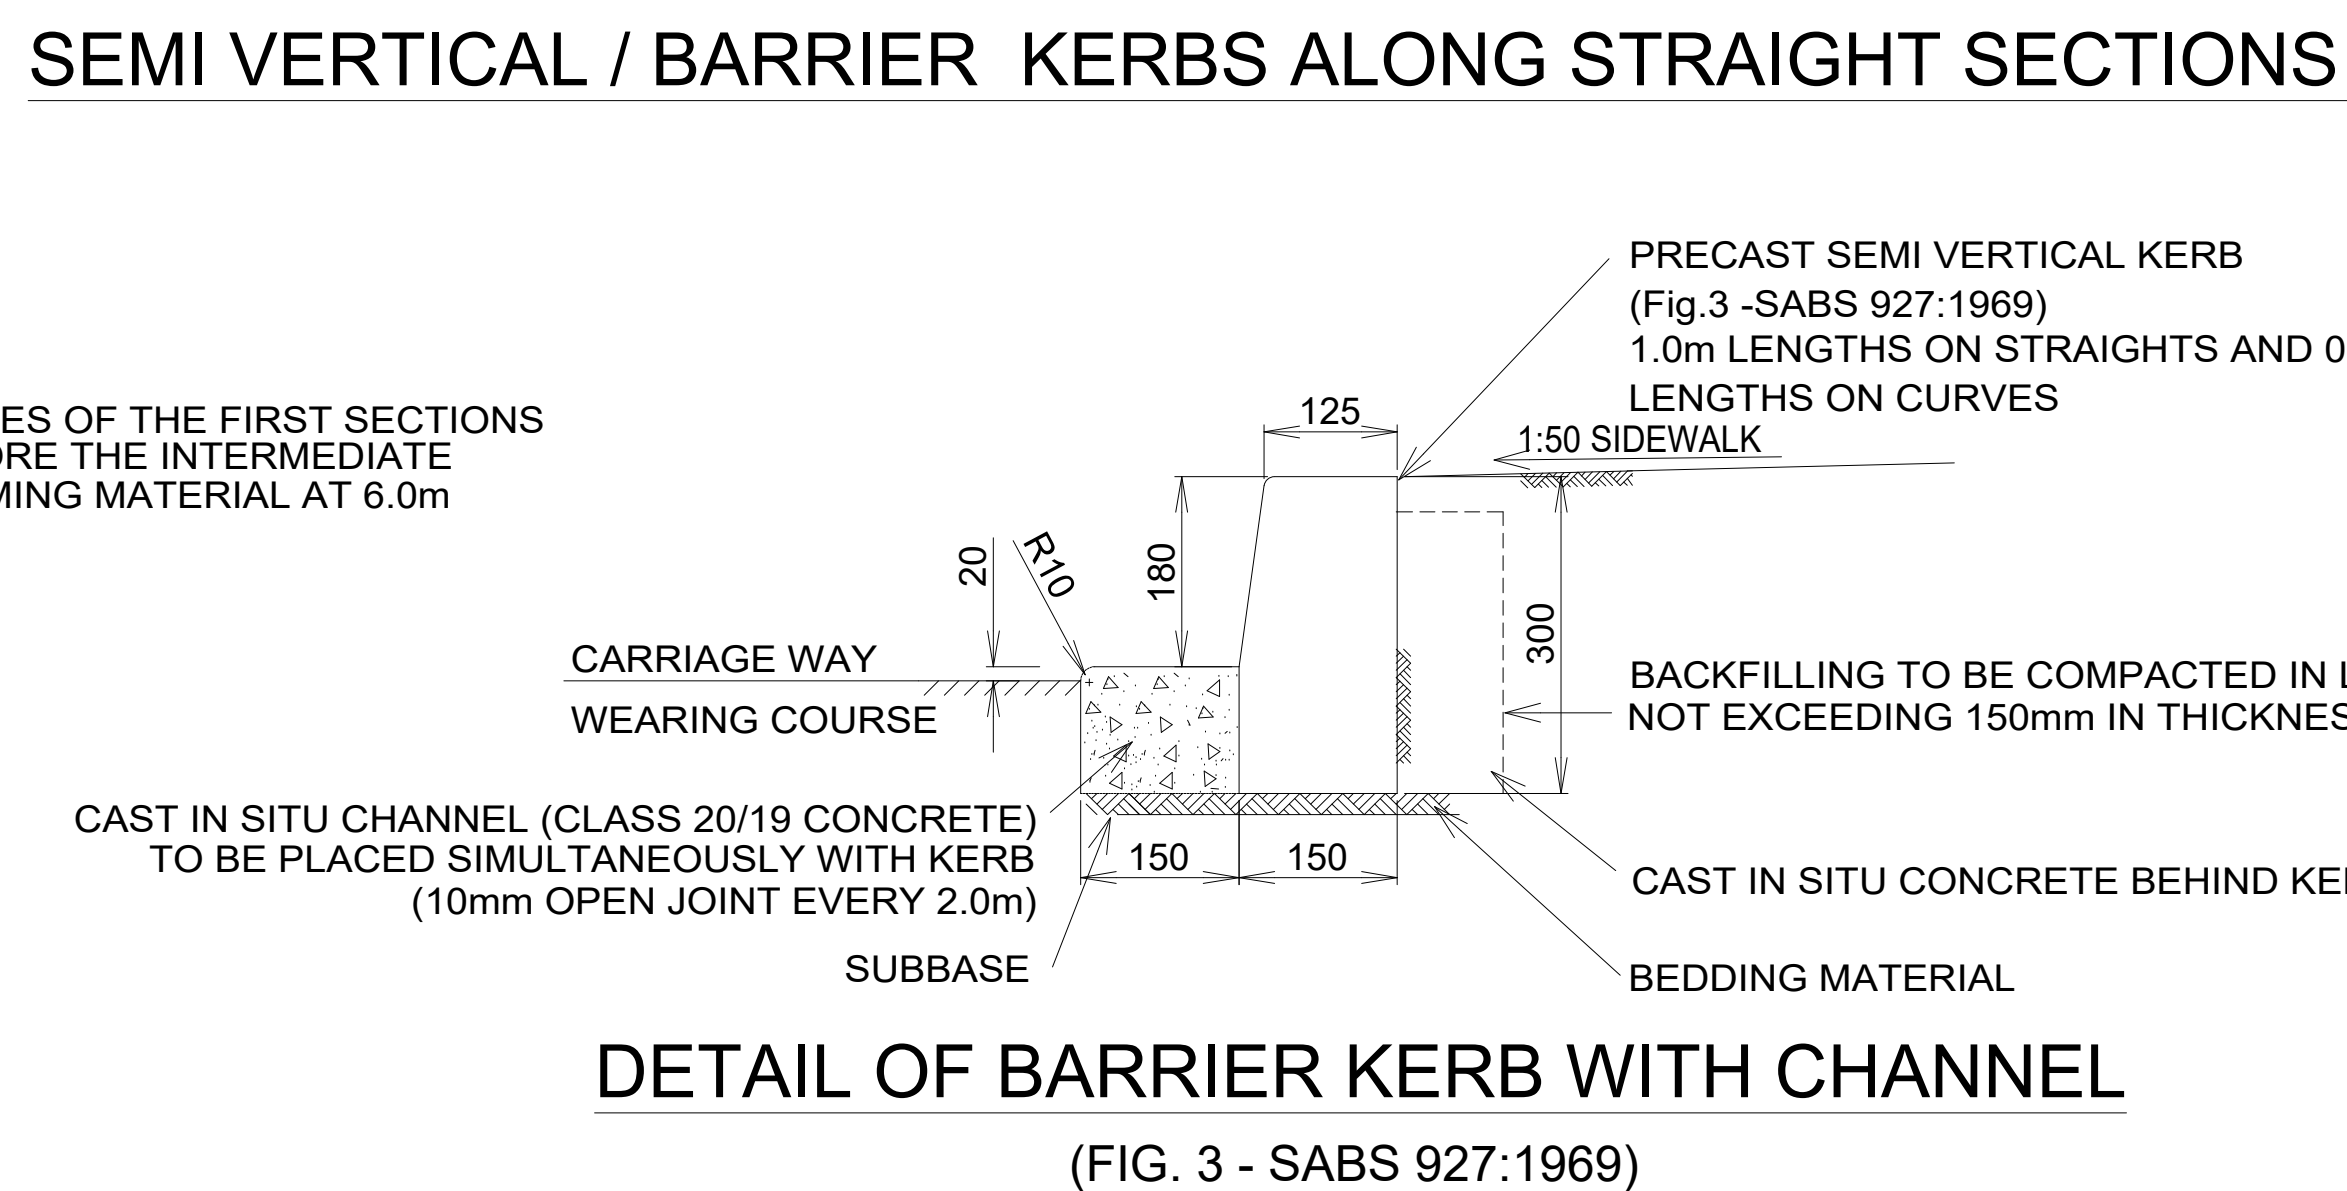 SEMI VERTICAL / BARRIER KERBS ALONG STRAIGHT SECTIONS
PRECAST SEMI VERTICAL KERB
(Fig.3 -SABS 927:1969)
1.0m LENGTHS ON STRAIGHTS AND 0
LENGTHS ON CURVES
ES OF THE FIRST SECTIONS
ORE THE INTERMEDIATE
MING MATERIAL AT 6.0m
125
1:50 SIDEWALK
20
R10
180
300
CARRIAGE WAY
WEARING COURSE
BACKFILLING TO BE COMPACTED IN L
NOT EXCEEDING 150mm IN THICKNES
CAST IN SITU CHANNEL (CLASS 20/19 CONCRETE)
TO BE PLACED SIMULTANEOUSLY WITH KERB
(10mm OPEN JOINT EVERY 2.0m)
150
150
CAST IN SITU CONCRETE BEHIND KE
SUBBASE
BEDDING MATERIAL
DETAIL OF BARRIER KERB WITH CHANNEL
(FIG. 3 - SABS 927:1969)